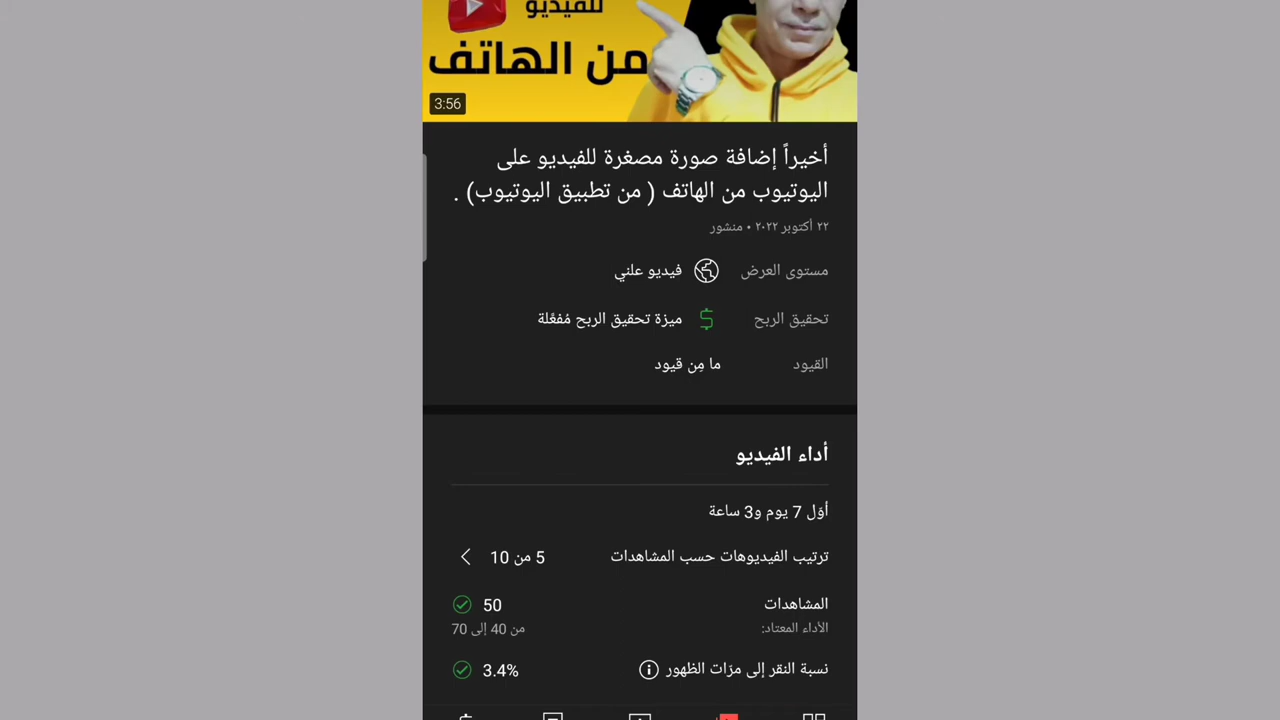 للفيديو
من الهاتف
3:56
أخيراً إضافة صورة مصغرة للفيديو على
اليوتيوب من الهاتف ( من تطبيق اليوتيوب) .
٢٢ أكتوبر ٢٠٢٢ • منشور
مستوى العرض فيديو علني
تحقيق الربح ميزة تحقيق الربح مُفعَّلة
القيود ما مِن قيود
أداء الفيديو
أوّل 7 يوم و3 ساعة
ترتيب الفيديوهات حسب المشاهدات 5 من 10
المشاهدات 50
الأداء المعتاد: من 40 إلى 70
نسبة النقر إلى مرّات الظهور 3.4%